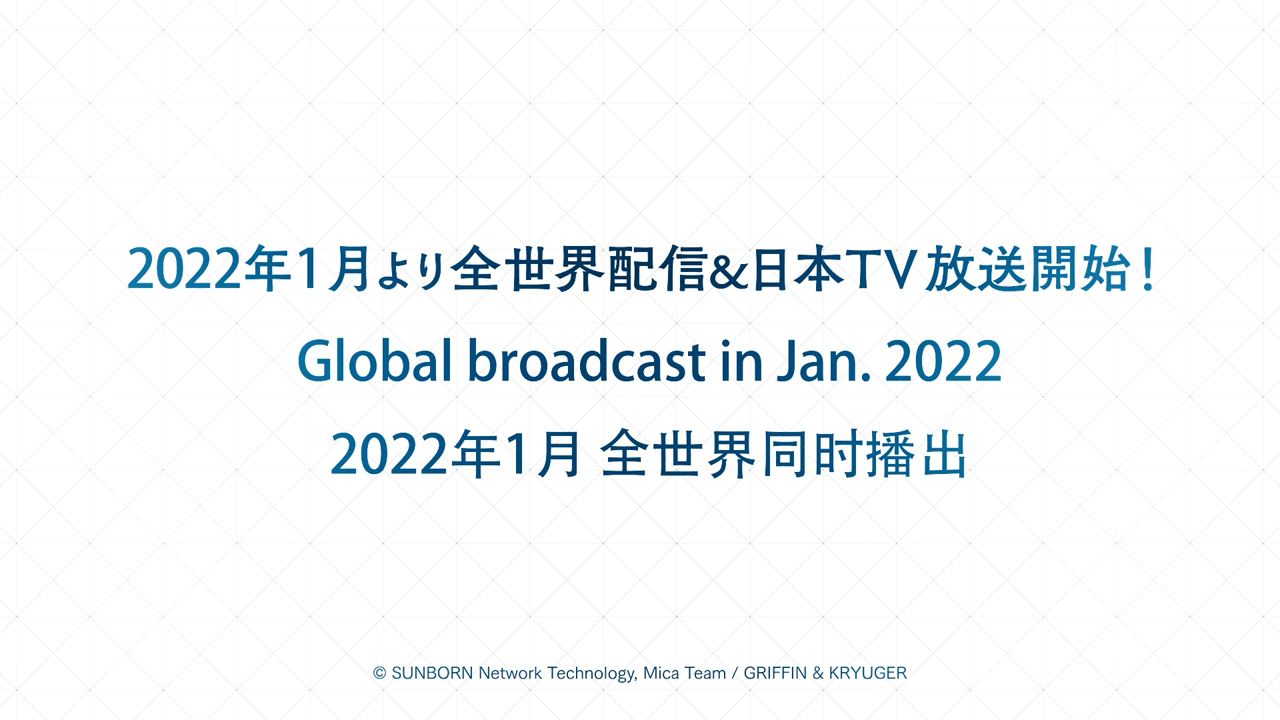 2022年1月より全世界配信&日本TV放送開始！
Global broadcast in Jan. 2022
2022年1月 全世界同时播出
© SUNBORN Network Technology, Mica Team / GRIFFIN & KRYUGER